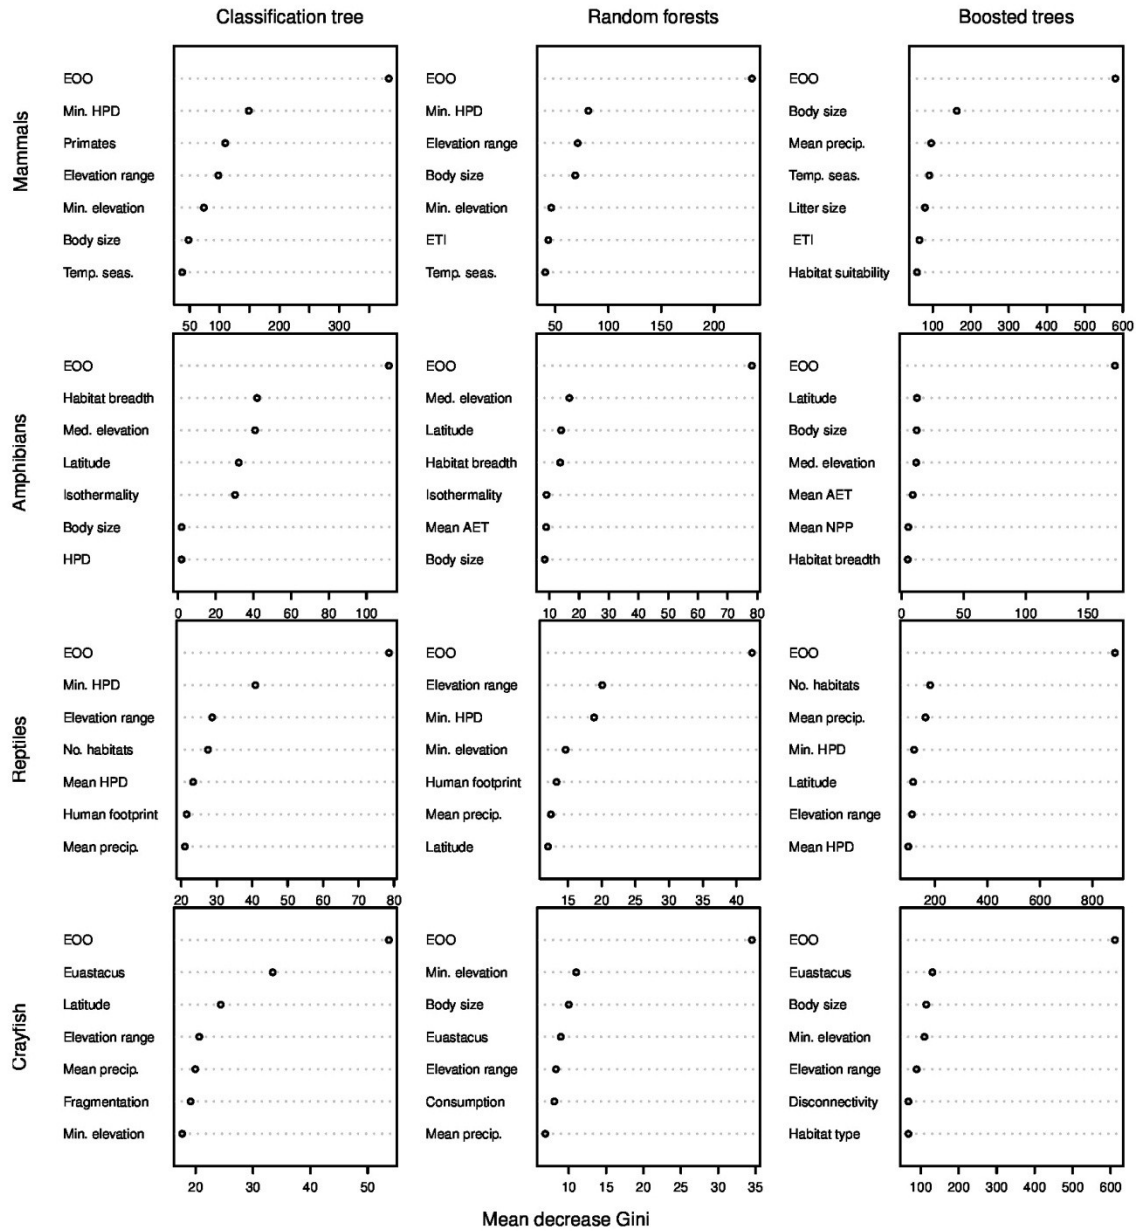 Classification tree Random forests Boosted trees
Mammals
EOO
Min. HPD
Primates
Elevation range
Min. elevation
Body size
Temp. seas.
50 100 200 300
EOO
Min. HPD
Elevation range
Body size
Min. elevation
ETI
Temp. seas.
50 100 150 200
EOO
Body size
Mean precip.
Temp. seas.
Litter size
ETI
Habitat suitability
100 200 300 400 500 600
Amphibians
EOO
Habitat breadth
Med. elevation
Latitude
Isothermality
Body size
HPD
0 20 40 60 80 100
EOO
Med. elevation
Latitude
Habitat breadth
Isothermality
Mean AET
Body size
10 20 30 40 50 60 70 80
EOO
Latitude
Body size
Med. elevation
Mean AET
Mean NPP
Habitat breadth
0 50 100 150
Reptiles
EOO
Min. HPD
Elevation range
No. habitats
Mean HPD
Human footprint
Mean precip.
20 30 40 50 60 70 80
EOO
Elevation range
Min. HPD
Min. elevation
Human footprint
Mean precip.
Latitude
15 20 25 30 35 40
EOO
No. habitats
Mean precip.
Min. HPD
Latitude
Elevation range
Mean HPD
200 400 600 800
Crayfish
EOO
Euastacus
Latitude
Elevation range
Mean precip.
Fragmentation
Min. elevation
20 30 40 50
EOO
Min. elevation
Body size
Euastacus
Elevation range
Consumption
Mean precip.
10 15 20 25 30 35
EOO
Euastacus
Body size
Min. elevation
Elevation range
Disconnectivity
Habitat type
100 200 300 400 500 600
Mean decrease Gini